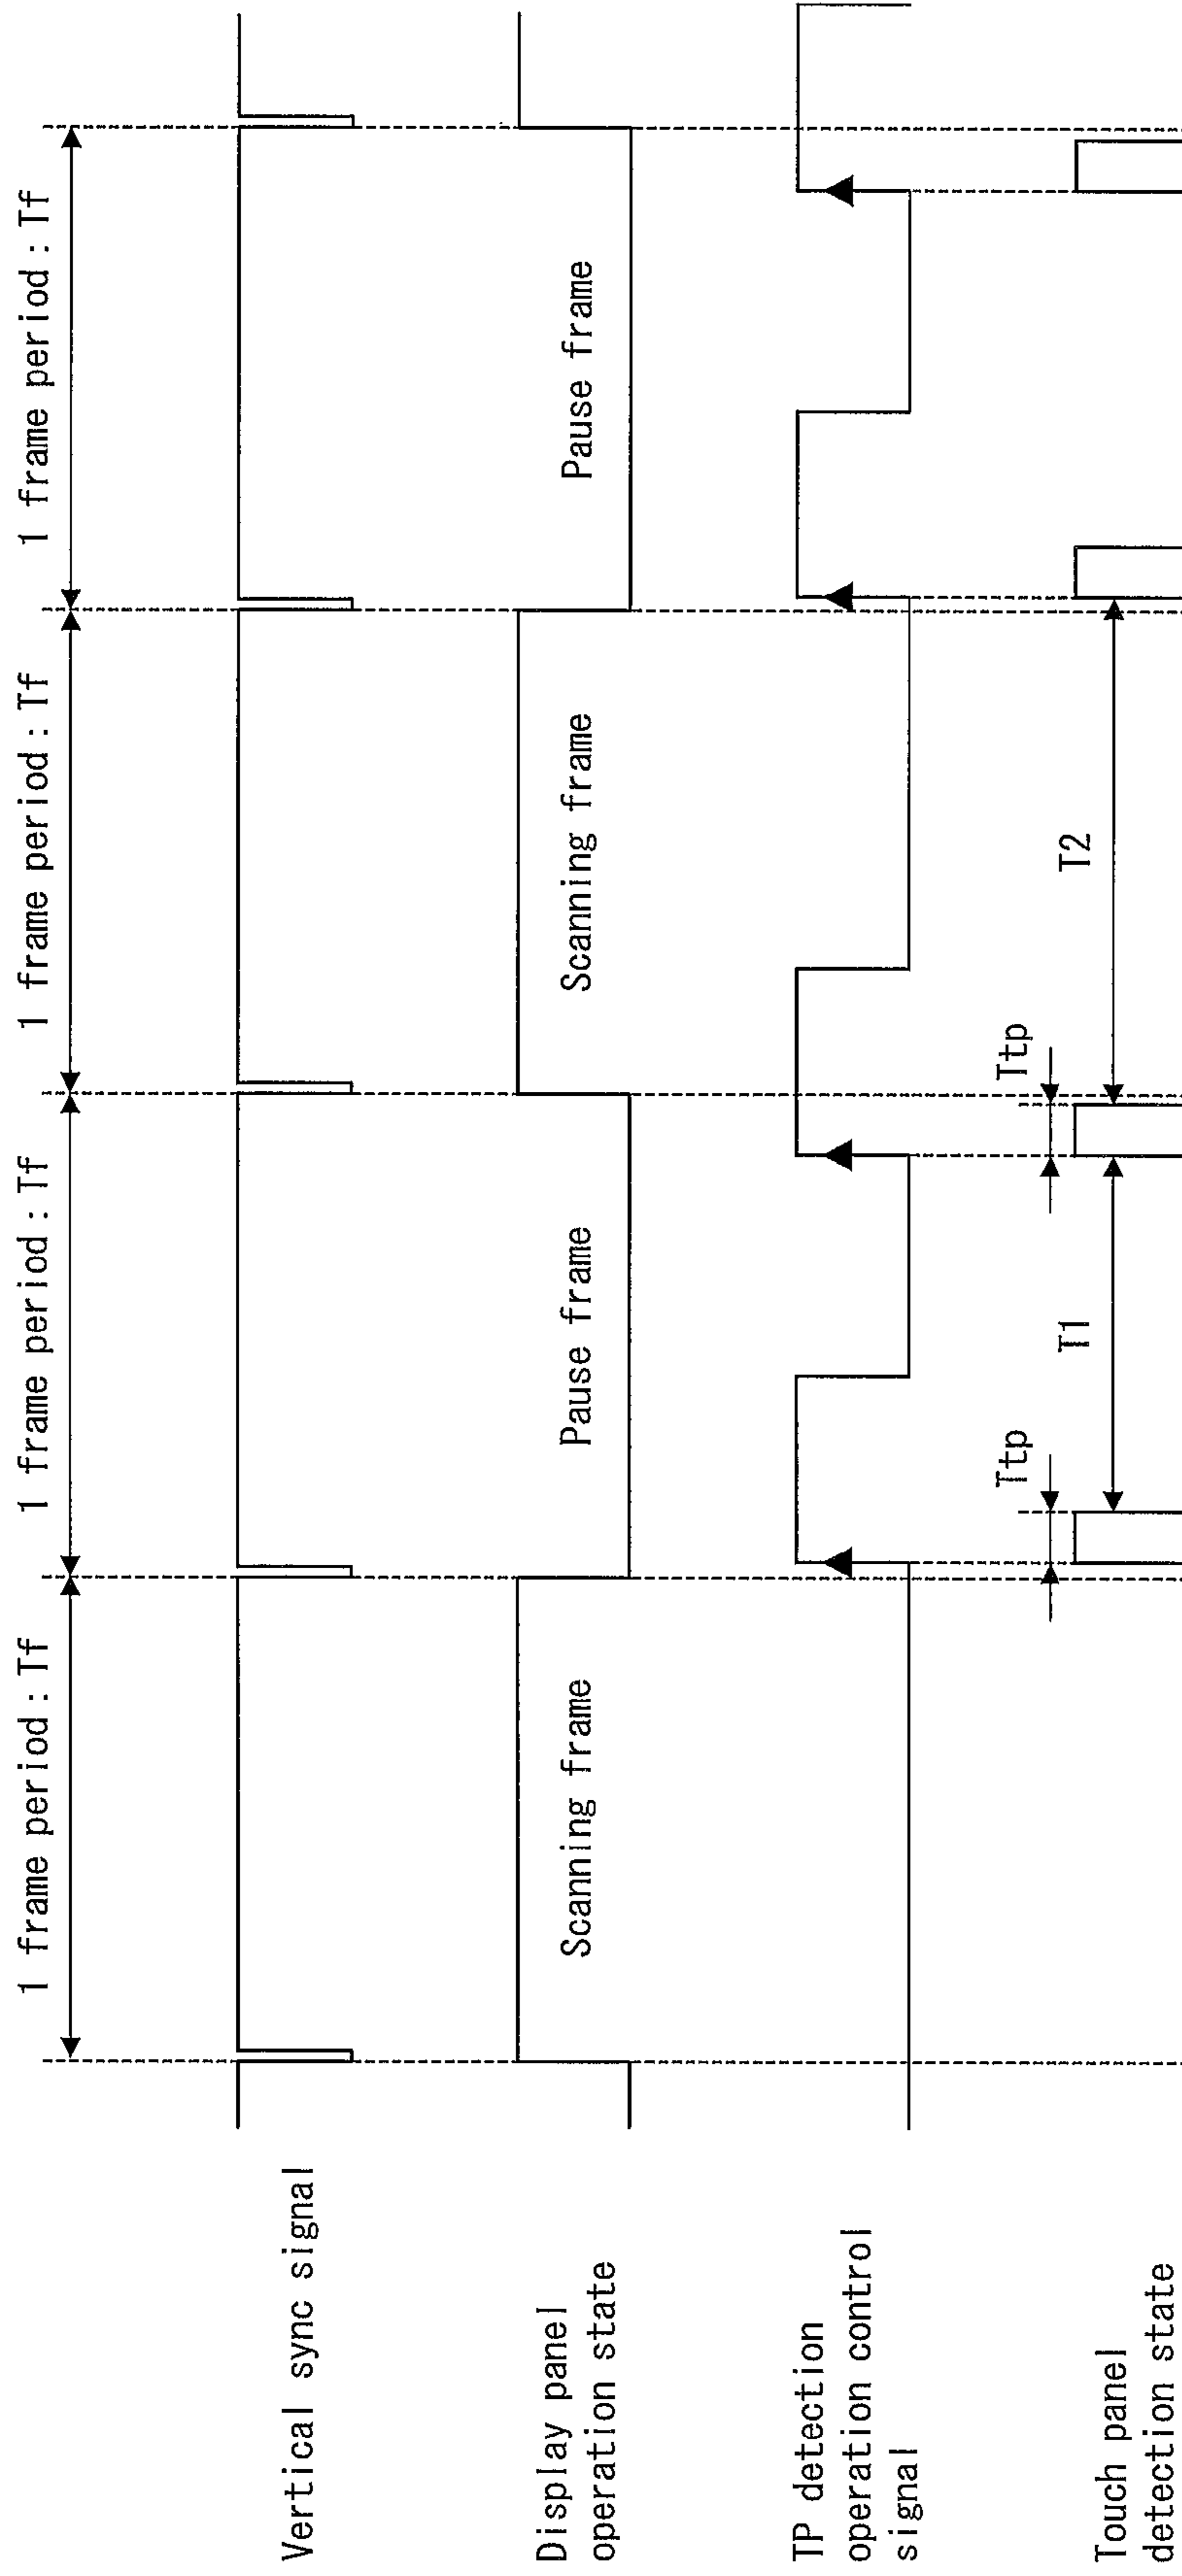 1 frame period : Tf
1 frame period : Tf
1 frame period : Tf
1 frame period : Tf
Vertical sync signal
Display panel
operation state
Scanning frame
Pause frame
Scanning frame
Pause frame
TP detection
operation control
signal
Touch panel
detection state
Ttp
T1
Ttp
T2